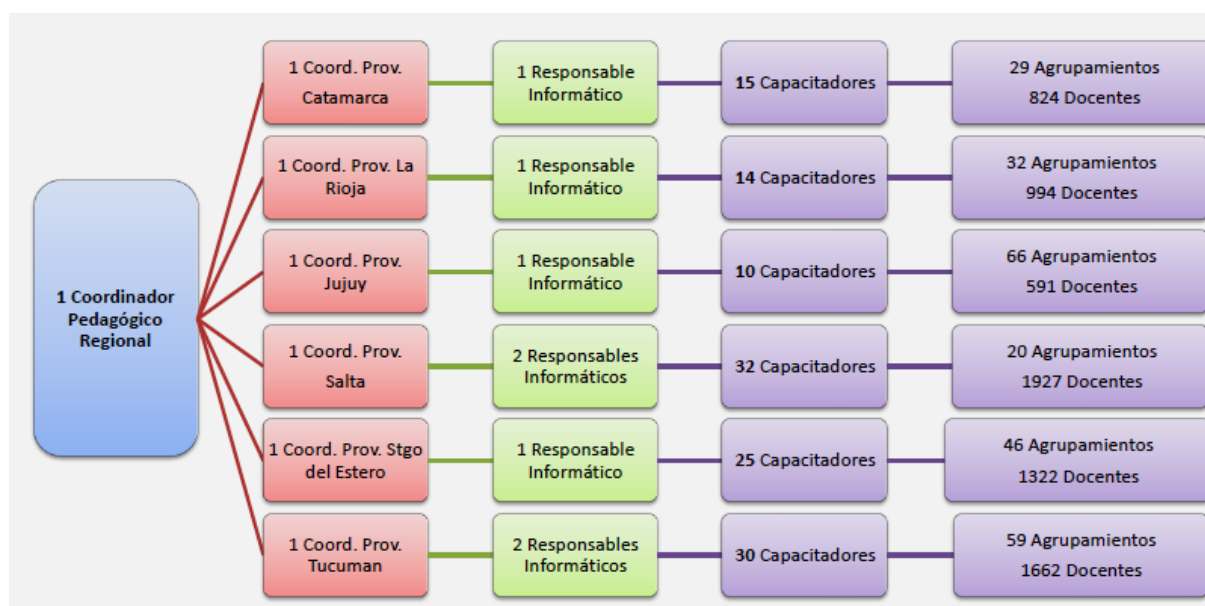 1 Coordinador
Pedagógico
Regional
1 Coord. Prov.
Catamarca
1 Responsable
Informático
15 Capacitadores
29 Agrupamientos
824 Docentes
1 Coord. Prov. La
Rioja
1 Responsable
Informático
14 Capacitadores
32 Agrupamientos
994 Docentes
1 Coord. Prov.
Jujuy
1 Responsable
Informático
10 Capacitadores
66 Agrupamientos
591 Docentes
1 Coord. Prov.
Salta
2 Responsables
Informáticos
32 Capacitadores
20 Agrupamientos
1927 Docentes
1 Coord. Prov. Stgo
del Estero
1 Responsable
Informático
25 Capacitadores
46 Agrupamientos
1322 Docentes
1 Coord. Prov.
Tucuman
2 Responsables
Informáticos
30 Capacitadores
59 Agrupamientos
1662 Docentes